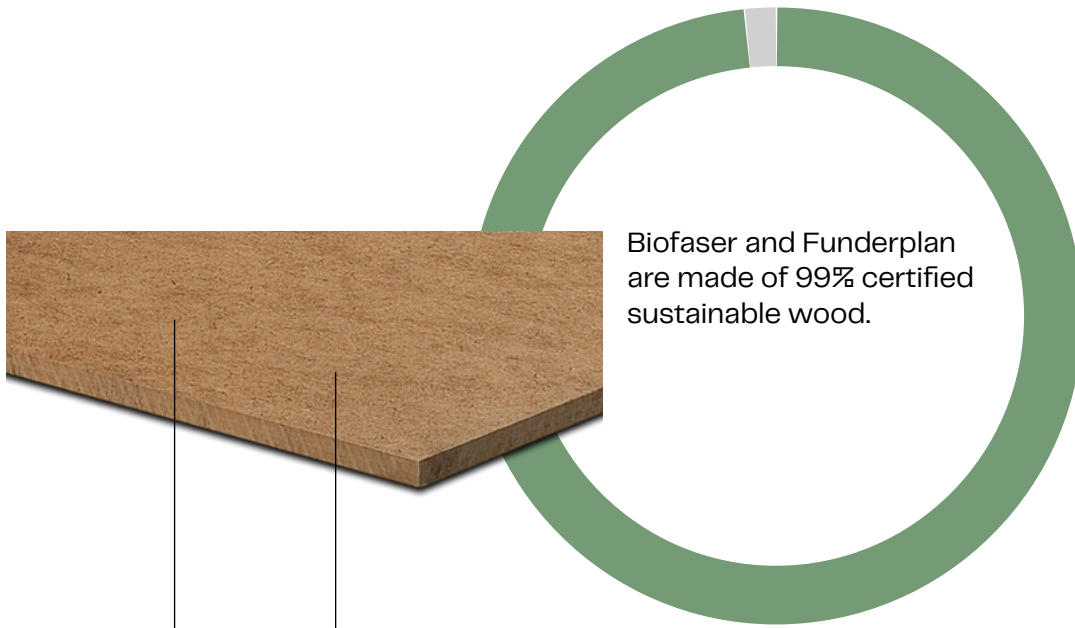 Biofaser and Funderplan
are made of 99% certified
sustainable wood.